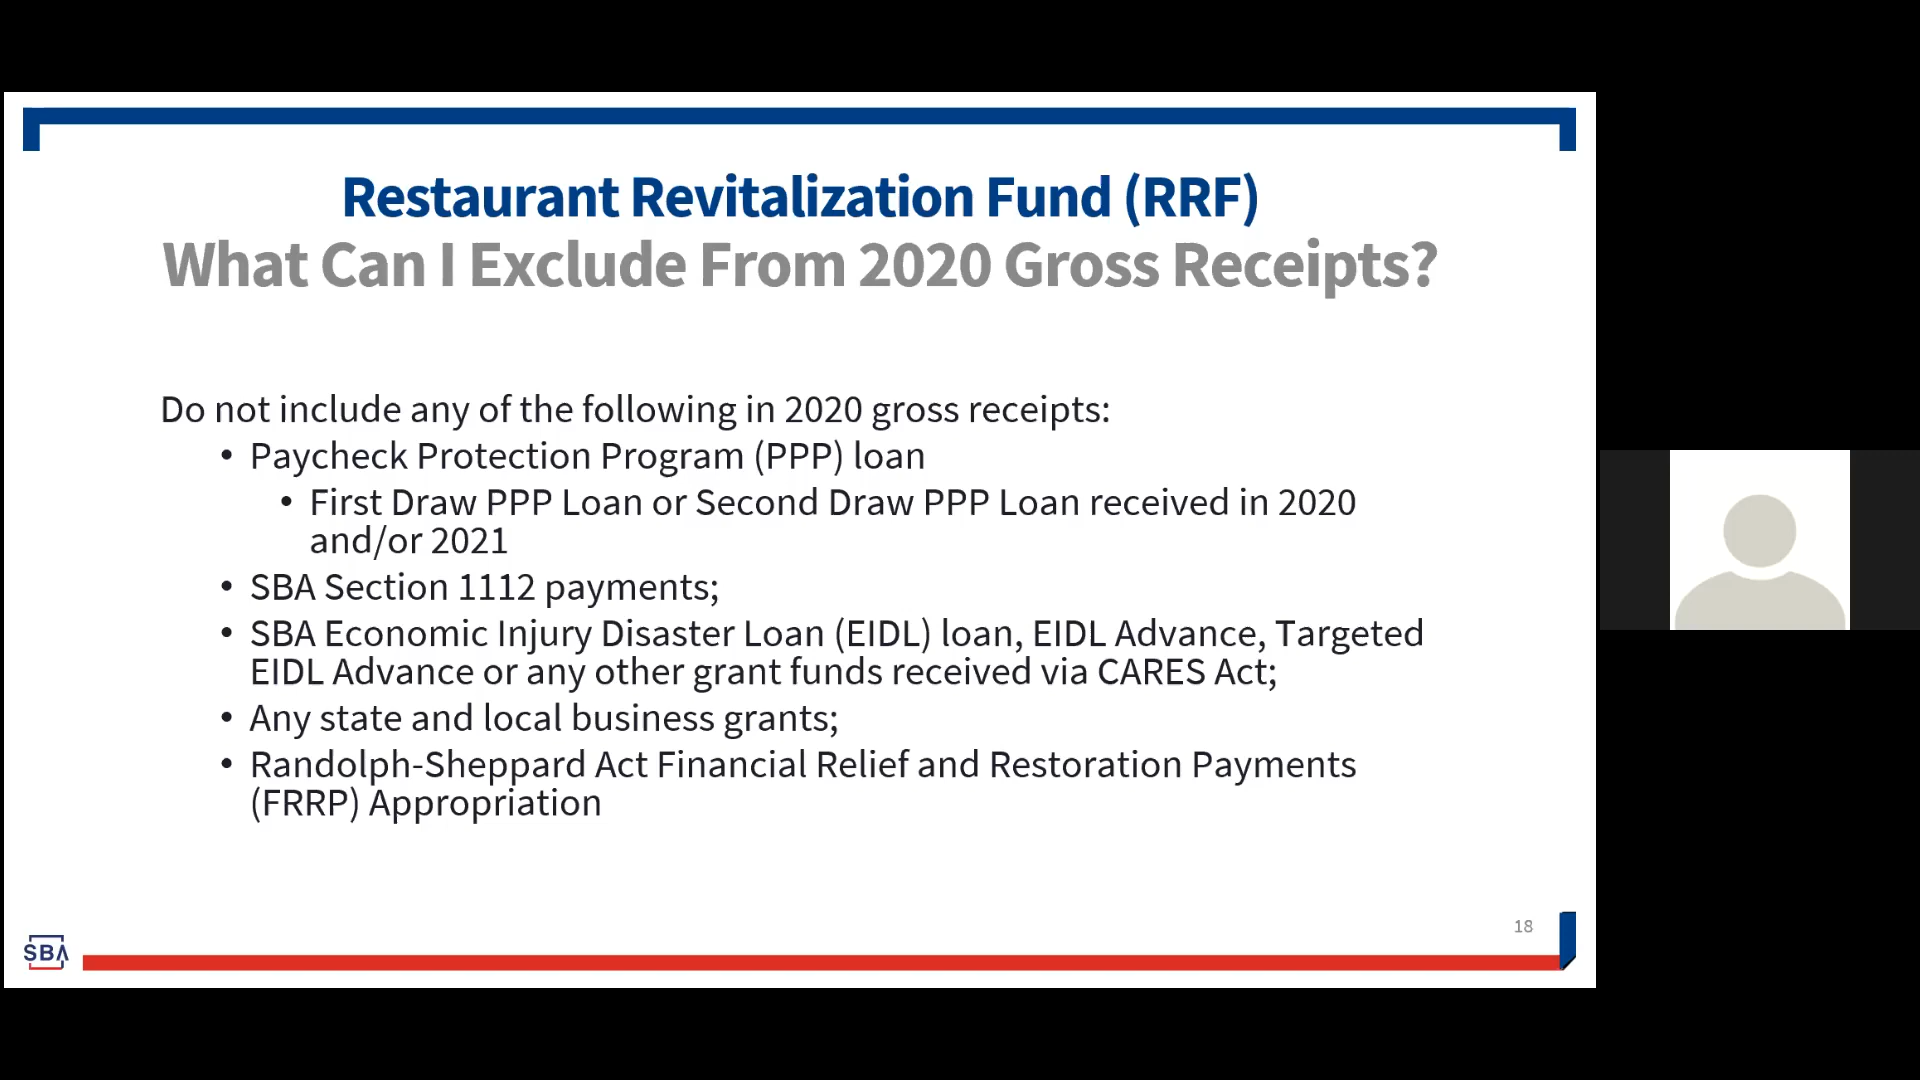 Restaurant Revitalization Fund (RRF)
What Can I Exclude From 2020 Gross Receipts?
Do not include any of the following in 2020 gross receipts:
• Paycheck Protection Program (PPP) loan
• First Draw PPP Loan or Second Draw PPP Loan received in 2020
and/or 2021
• SBA Section 1112 payments;
• SBA Economic Injury Disaster Loan (EIDL) loan, EIDL Advance, Targeted
EIDL Advance or any other grant funds received via CARES Act;
• Any state and local business grants;
• Randolph-Sheppard Act Financial Relief and Restoration Payments
(FRRP) Appropriation
18
SBA